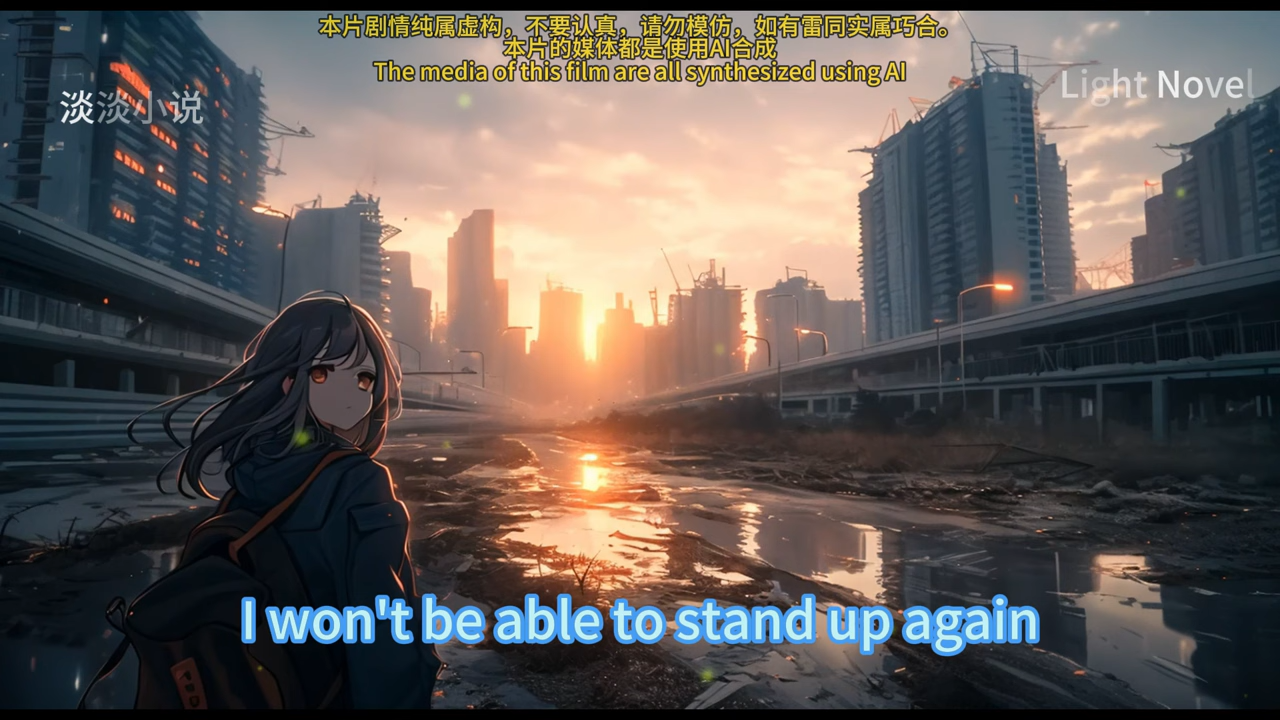 本片剧情纯属虚构，不要认真，请勿模仿，如有雷同实属巧合。
本片的媒体都是使用AI合成
The media of this film are all synthesized using AI
淡淡小说
Light Novel
I won't be able to stand up again